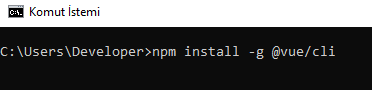 Komut İstemi
C:\Users\Developer>npm install -g @vue/cli